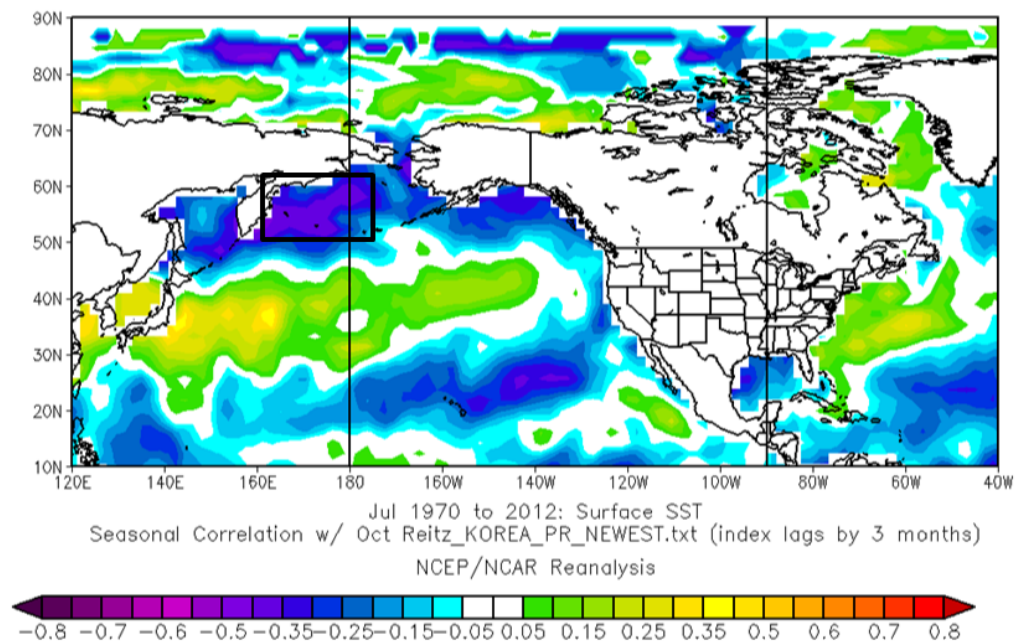 90N
80N
70N
60N
50N
40N
30N
20N
10N
120E 140E 160E 180 160W 140W 120W 100W 80W 60W 40W
Jul 1970 to 2012: Surface SST
Seasonal Correlation w/ Oct Reitz_KOREA_PR_NEWEST.txt (index lags by 3 months)
NCEP/NCAR Reanalysis
-0.8 -0.7 -0.6 -0.5 -0.35 -0.25 -0.15 -0.05 0.05 0.15 0.25 0.35 0.45 0.5 0.6 0.7 0.8